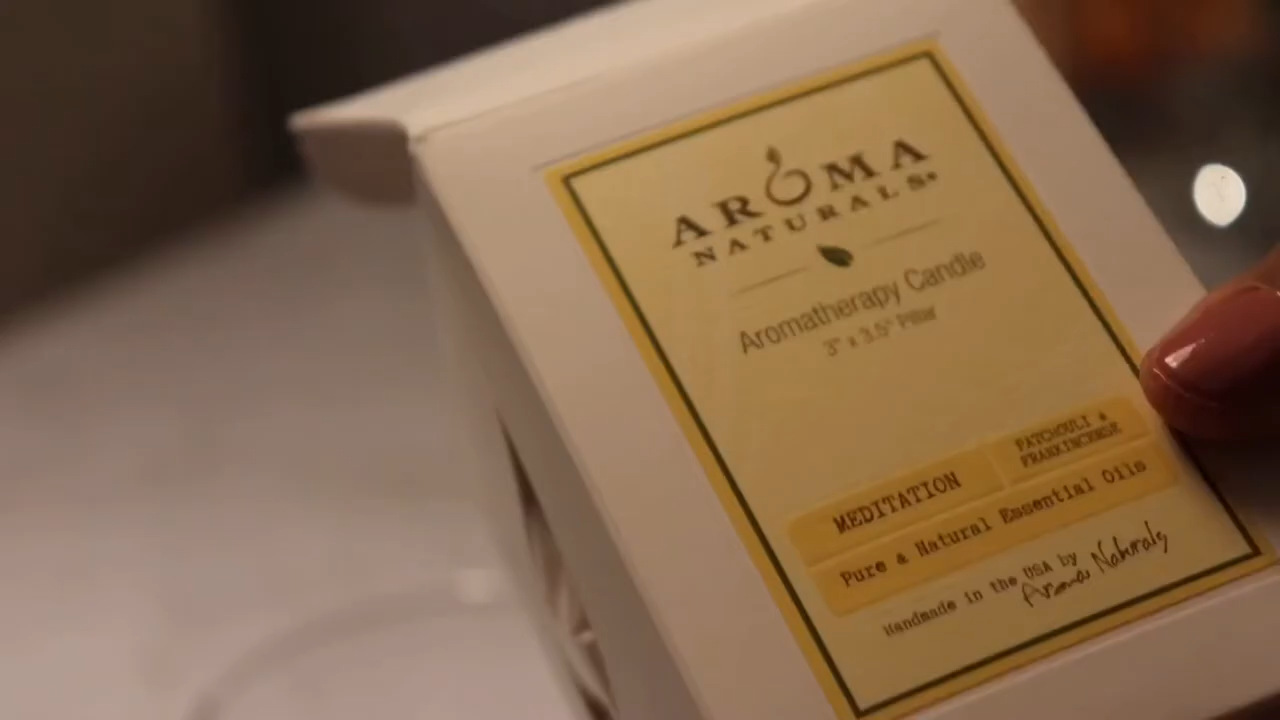 AROMA
NATURALS®
Aromatherapy Candle
3" x 3.5" Pillar
MEDITATION
PATCHOULI &
FRANKINCENSE
Pure & Natural Essential Oils
Handmade in the USA by
Aroma Naturals